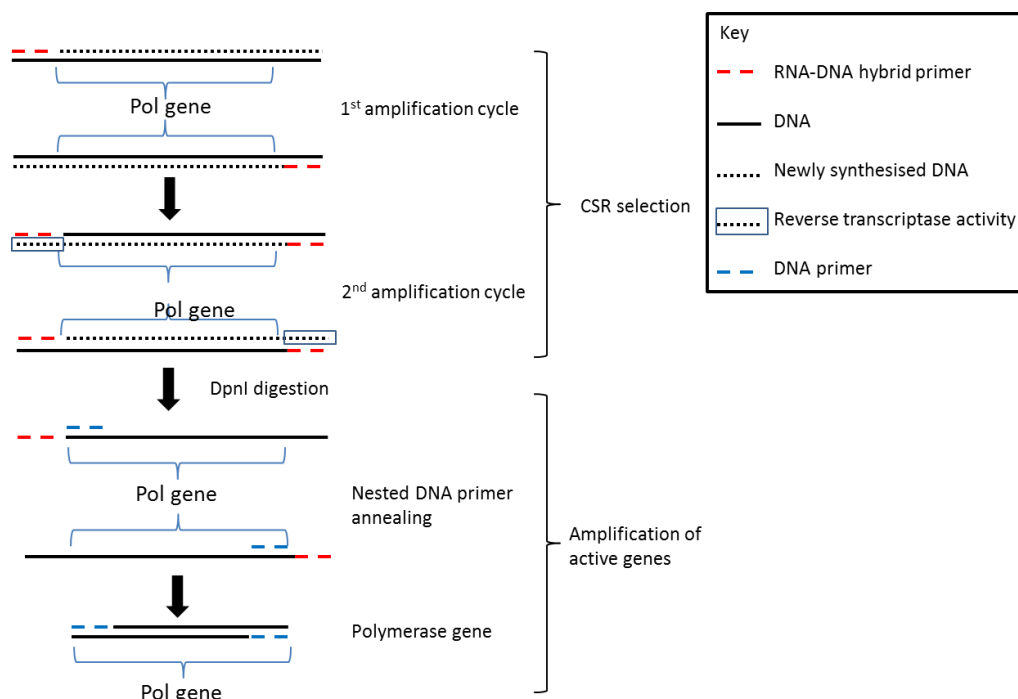 Pol gene
1st amplification cycle
CSR selection
Pol gene
2nd amplification cycle
DpnI digestion
Pol gene
Nested DNA primer
annealing
Amplification of
active genes
Polymerase gene
Pol gene
Key
RNA-DNA hybrid primer
DNA
Newly synthesised DNA
Reverse transcriptase activity
DNA primer